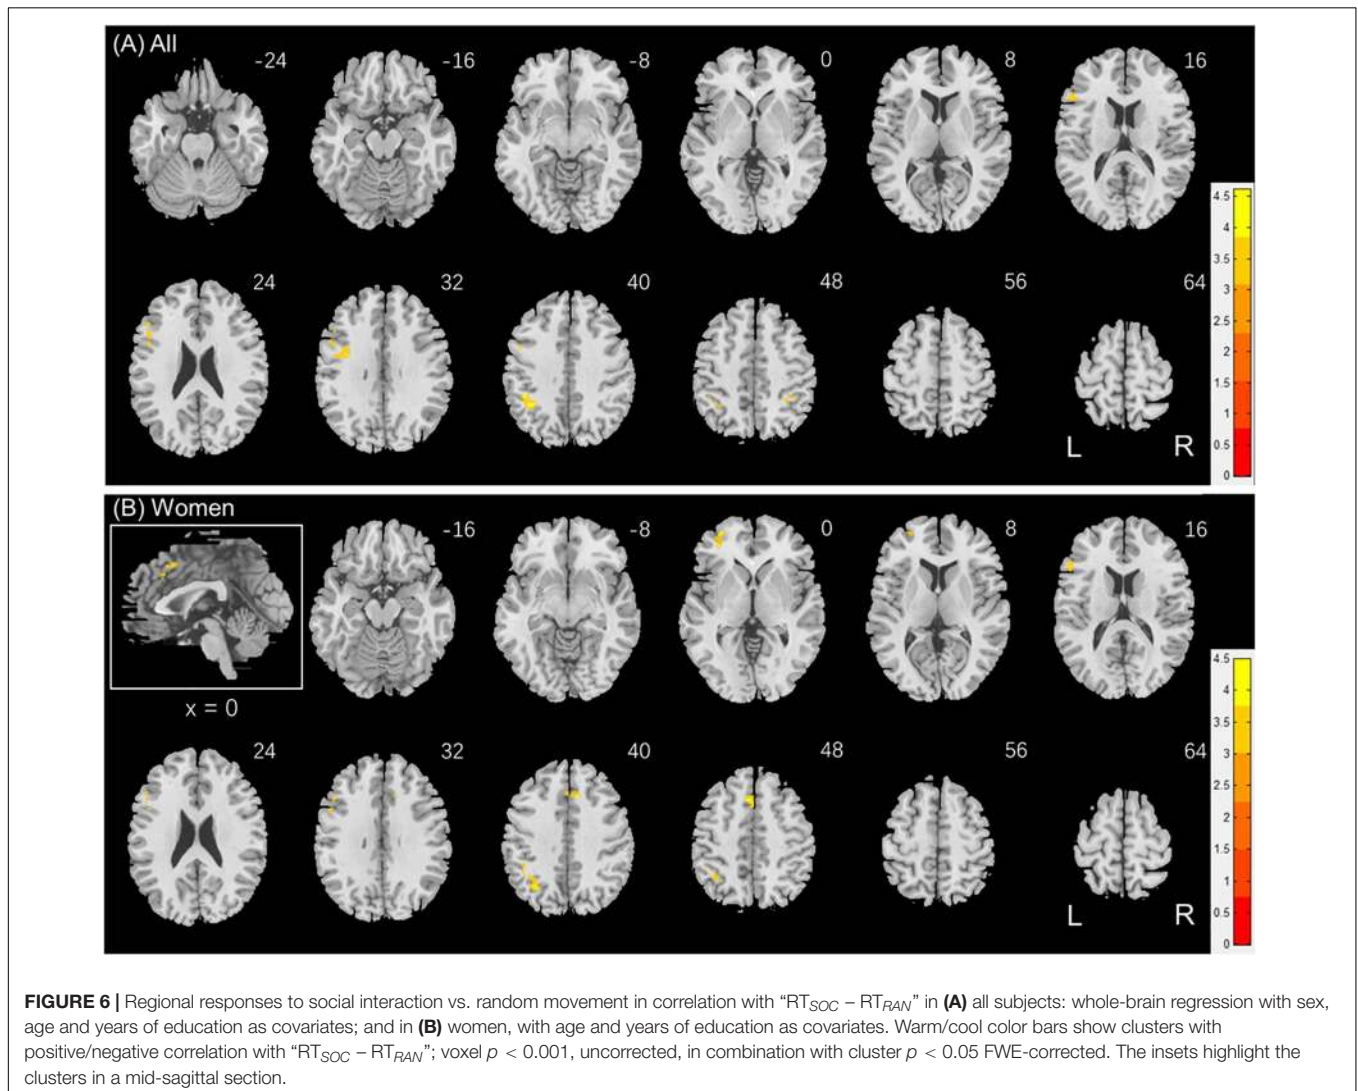 (A) All
-24 -16 -8 0 8 16
24 32 40 48 56 64
L R
4.5
4
3.5
3
2.5
2
1.5
1
0.5
0
(B) Women
-16 -8 0 8 16
x = 0
24 32 40 48 56 64
L R
4.5
4
3.5
3
2.5
2
1.5
1
0.5
0
FIGURE 6 | Regional responses to social interaction vs. random movement in correlation with “RTSOC – RTRAN” in (A) all subjects: whole-brain regression with sex,
age and years of education as covariates; and in (B) women, with age and years of education as covariates. Warm/cool color bars show clusters with
positive/negative correlation with “RTSOC – RTRAN”; voxel p < 0.001, uncorrected, in combination with cluster p < 0.05 FWE-corrected. The insets highlight the
clusters in a mid-sagittal section.